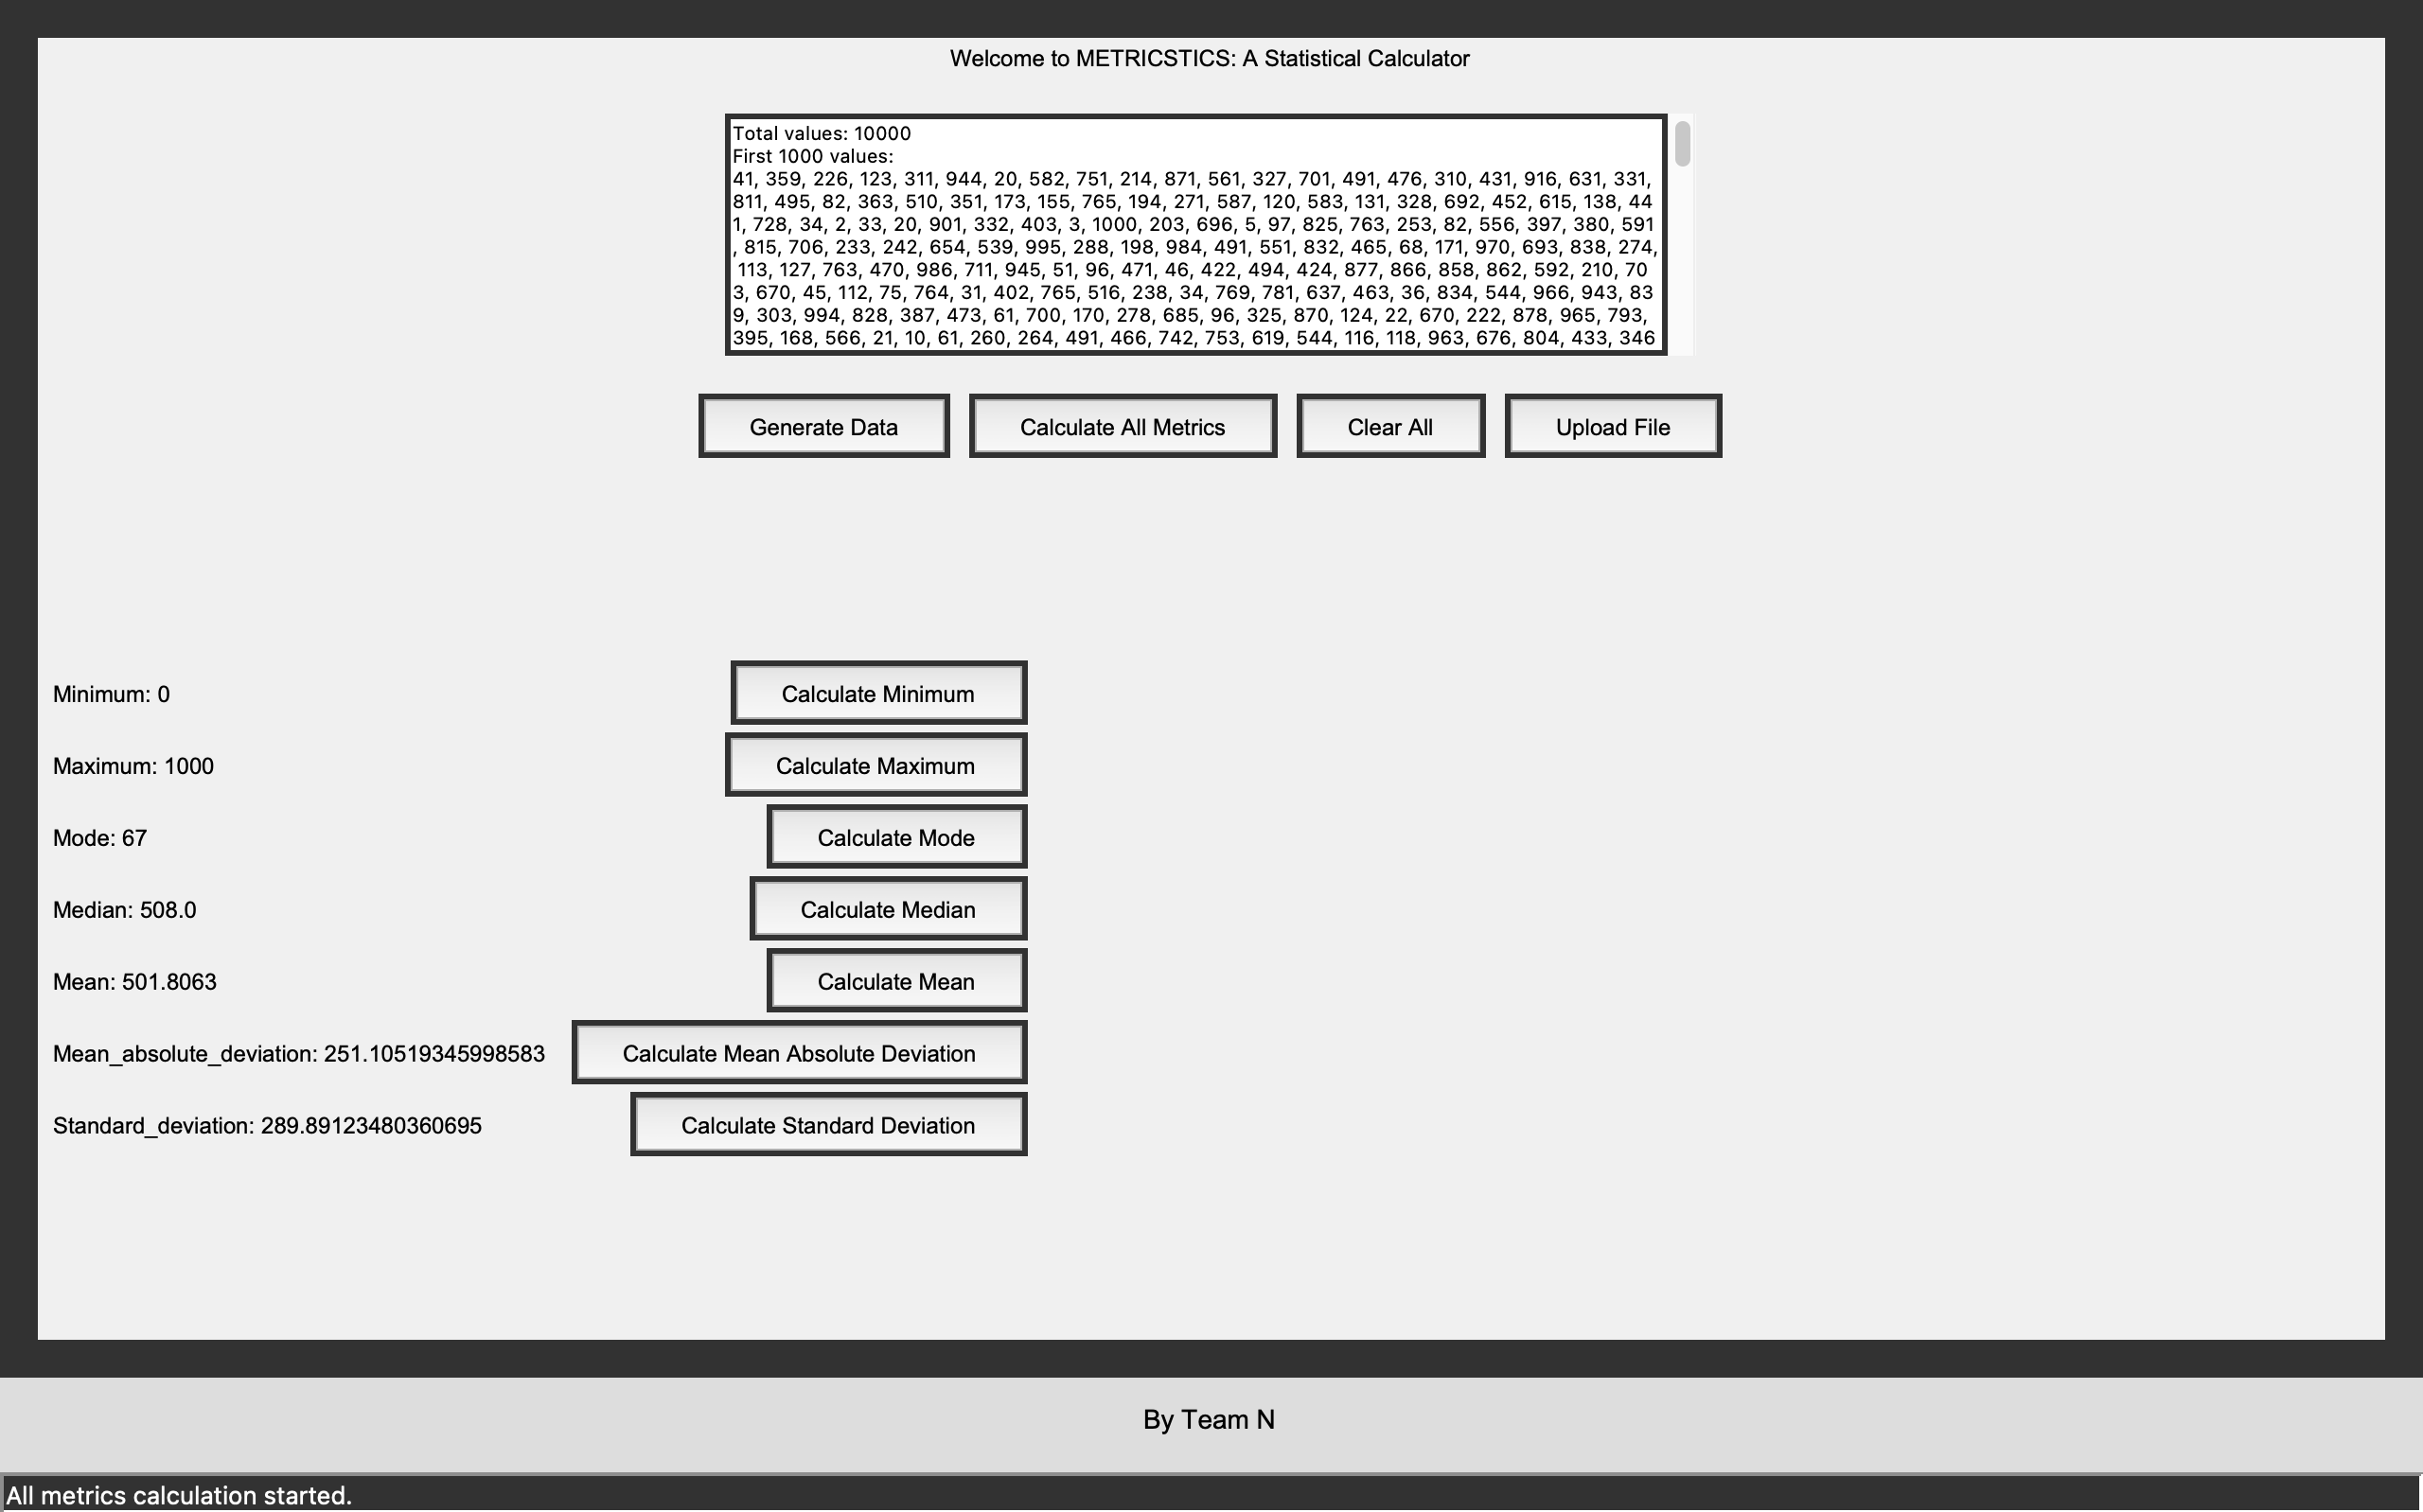 Welcome to METRICSTICS: A Statistical Calculator
Total values: 10000
First 1000 values:
41, 359, 226, 123, 311, 944, 20, 582, 751, 214, 871, 561, 327, 701, 491, 476, 310, 431, 916, 631, 331,
811, 495, 82, 363, 510, 351, 173, 155, 765, 194, 271, 587, 120, 583, 131, 328, 692, 452, 615, 138, 44
1, 728, 34, 2, 33, 20, 901, 332, 403, 3, 1000, 203, 696, 5, 97, 825, 763, 253, 82, 556, 397, 380, 591
, 815, 706, 233, 242, 654, 539, 995, 288, 198, 984, 491, 551, 832, 465, 68, 171, 970, 693, 838, 274,
113, 127, 763, 470, 986, 711, 945, 51, 96, 471, 46, 422, 494, 424, 877, 866, 858, 862, 592, 210, 70
3, 670, 45, 112, 75, 764, 31, 402, 765, 516, 238, 34, 769, 781, 637, 463, 36, 834, 544, 966, 943, 83
9, 303, 994, 828, 387, 473, 61, 700, 170, 278, 685, 96, 325, 870, 124, 22, 670, 222, 878, 965, 793,
395, 168, 566, 21, 10, 61, 260, 264, 491, 466, 742, 753, 619, 544, 116, 118, 963, 676, 804, 433, 346
Generate Data Calculate All Metrics Clear All Upload File
Minimum: 0 Calculate Minimum
Maximum: 1000 Calculate Maximum
Mode: 67 Calculate Mode
Median: 508.0 Calculate Median
Mean: 501.8063 Calculate Mean
Mean_absolute_deviation: 251.10519345998583 Calculate Mean Absolute Deviation
Standard_deviation: 289.89123480360695 Calculate Standard Deviation
By Team N
All metrics calculation started.